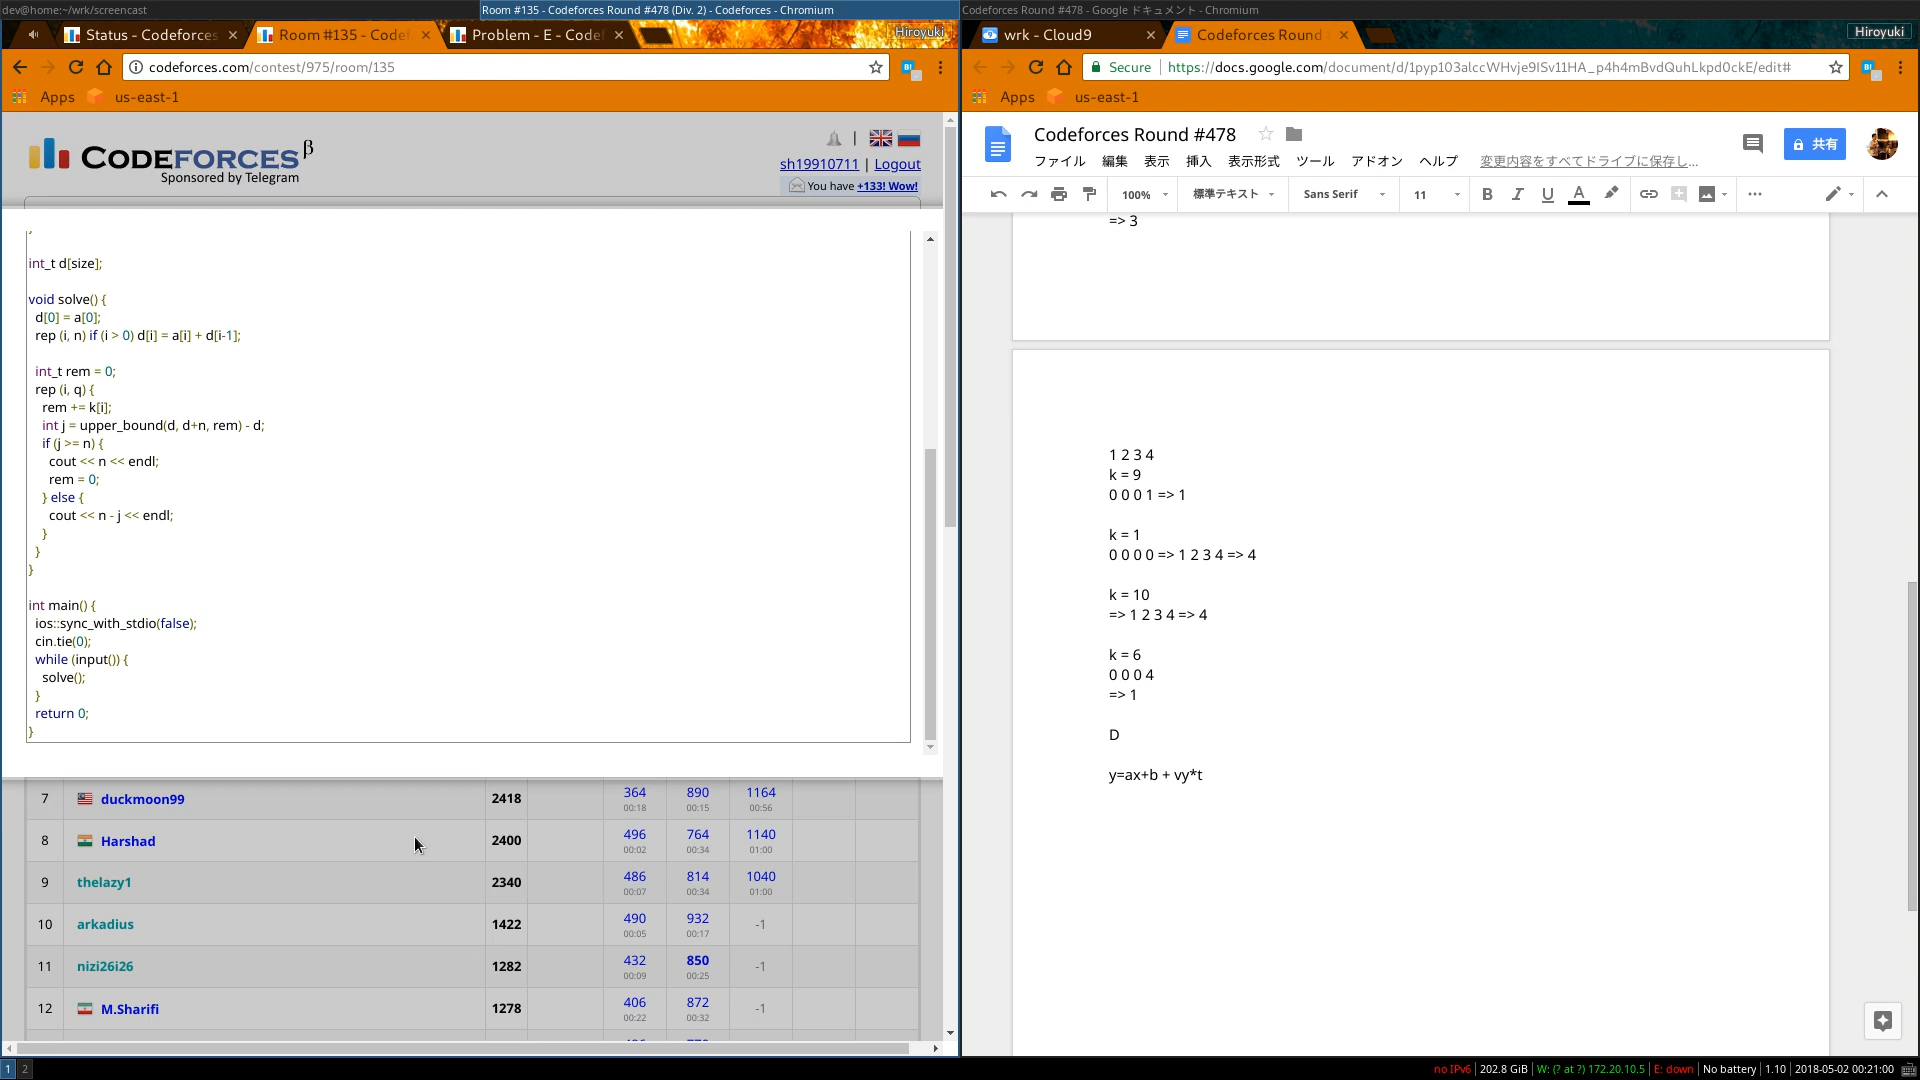 dev@home:~/wrk/screencast
Room #135 - Codeforces Round #478 (Div. 2) - Codeforces - Chromium
Codeforces Round #478 - Google ドキュメント - Chromium
Status - Codeforces
Room #135 - Codef
Problem - E - Codef
Hiroyuki
wrk - Cloud9
Codeforces Round
Hiroyuki
codeforces.com/contest/975/room/135
Secure
https://docs.google.com/document/d/1pyp103alccWHvje9ISv11HA_p4h4mBvdQuhLkpd0ckE/edit#
Apps
us-east-1
Apps
us-east-1
CODEFORCES β
Sponsored by Telegram
sh19910711 | Logout
You have +133! Wow!
}
int_t d[size];
void solve() {
d[0] = a[0];
rep (i, n) if (i > 0) d[i] = a[i] + d[i-1];
int_t rem = 0;
rep (i, q) {
rem += k[i];
int j = upper_bound(d, d+n, rem) - d;
if (j >= n) {
cout << n << endl;
rem = 0;
} else {
cout << n - j << endl;
}
}
}
int main() {
ios::sync_with_stdio(false);
cin.tie(0);
while (input()) {
solve();
}
return 0;
}
7 duckmoon99 2418 364 890 1164
00:18 00:15 00:56
8 Harshad 2400 496 764 1140
00:02 00:34 01:00
9 thelazy1 2340 486 814 1040
00:07 00:34 01:00
10 arkadius 1422 490 932 -1
00:05 00:17
11 nizi26i26 1282 432 850 -1
00:09 00:25
12 M.Sharifi 1278 406 872 -1
00:22 00:32
Codeforces Round #478
共有
ファイル 編集 表示 挿入 表示形式 ツール アドオン ヘルプ 変更内容をすべてドライブに保存し...
100% 標準テキスト Sans Serif 11 B I U A
=> 3
1 2 3 4
k = 9
0 0 0 1 => 1
k = 1
0 0 0 0 => 1 2 3 4 => 4
k = 10
=> 1 2 3 4 => 4
k = 6
0 0 0 4
=> 1
D
y=ax+b + vy*t
1 2
no IPv6 | 202.8 GiB | W: (? at ?) 172.20.10.5 | E: down | No battery | 1.10 | 2018-05-02 00:21:00